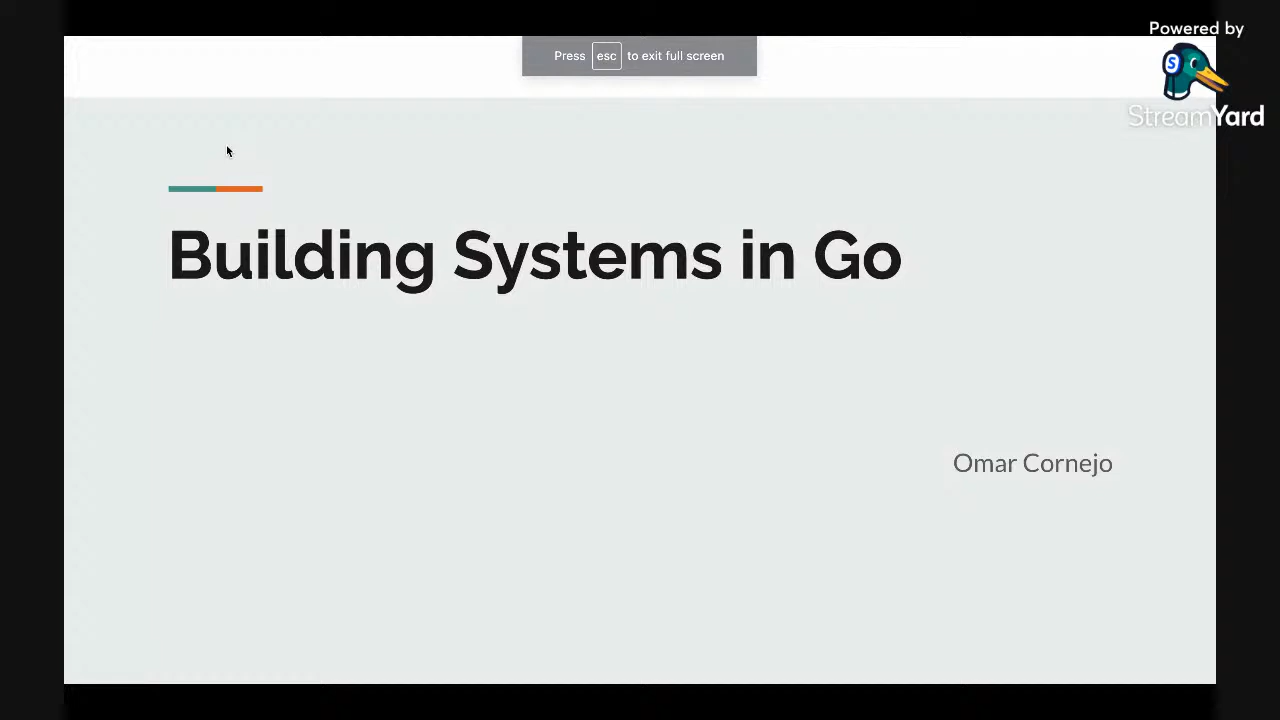 Powered by
Press esc to exit full screen
S
StreamYard
Building Systems in Go
Omar Cornejo